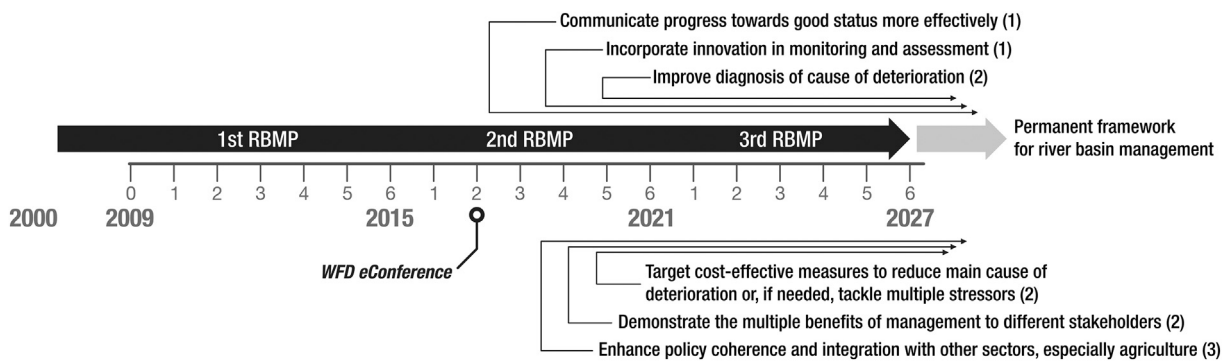 Communicate progress towards good status more effectively (1)
Incorporate innovation in monitoring and assessment (1)
Improve diagnosis of cause of deterioration (2)
1st RBMP 2nd RBMP 3rd RBMP
Permanent framework
for river basin management
0 1 2 3 4 5 6 1 2 3 4 5 6 1 2 3 4 5 6
2000 2009 2015 2021 2027
WFD eConference
Target cost-effective measures to reduce main cause of
deterioration or, if needed, tackle multiple stressors (2)
Demonstrate the multiple benefits of management to different stakeholders (2)
Enhance policy coherence and integration with other sectors, especially agriculture (3)